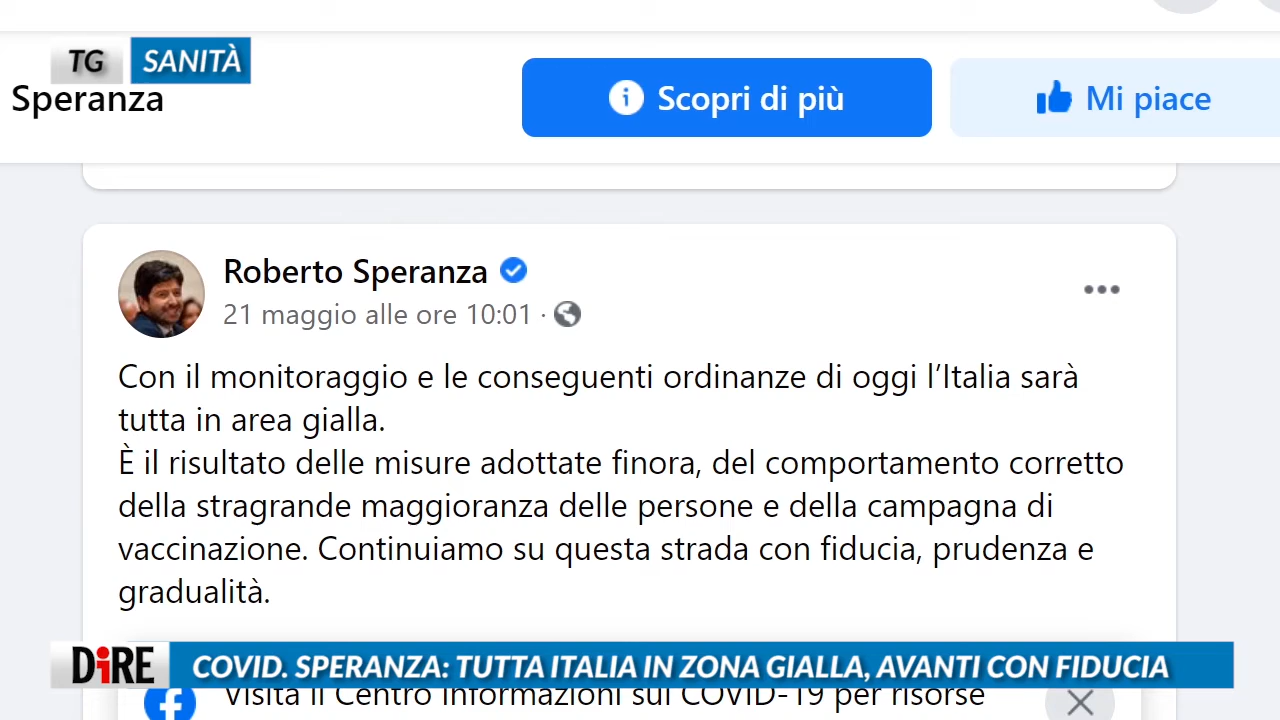 TG SANITÀ
Speranza
Scopri di più
Mi piace
Roberto Speranza
21 maggio alle ore 10:01 ·
Con il monitoraggio e le conseguenti ordinanze di oggi l’Italia sarà
tutta in area gialla.
È il risultato delle misure adottate finora, del comportamento corretto
della stragrande maggioranza delle persone e della campagna di
vaccinazione. Continuiamo su questa strada con fiducia, prudenza e
gradualità.
DiRE COVID. SPERANZA: TUTTA ITALIA IN ZONA GIALLA, AVANTI CON FIDUCIA
Visita il Centro informazioni sul COVID-19 per risorse